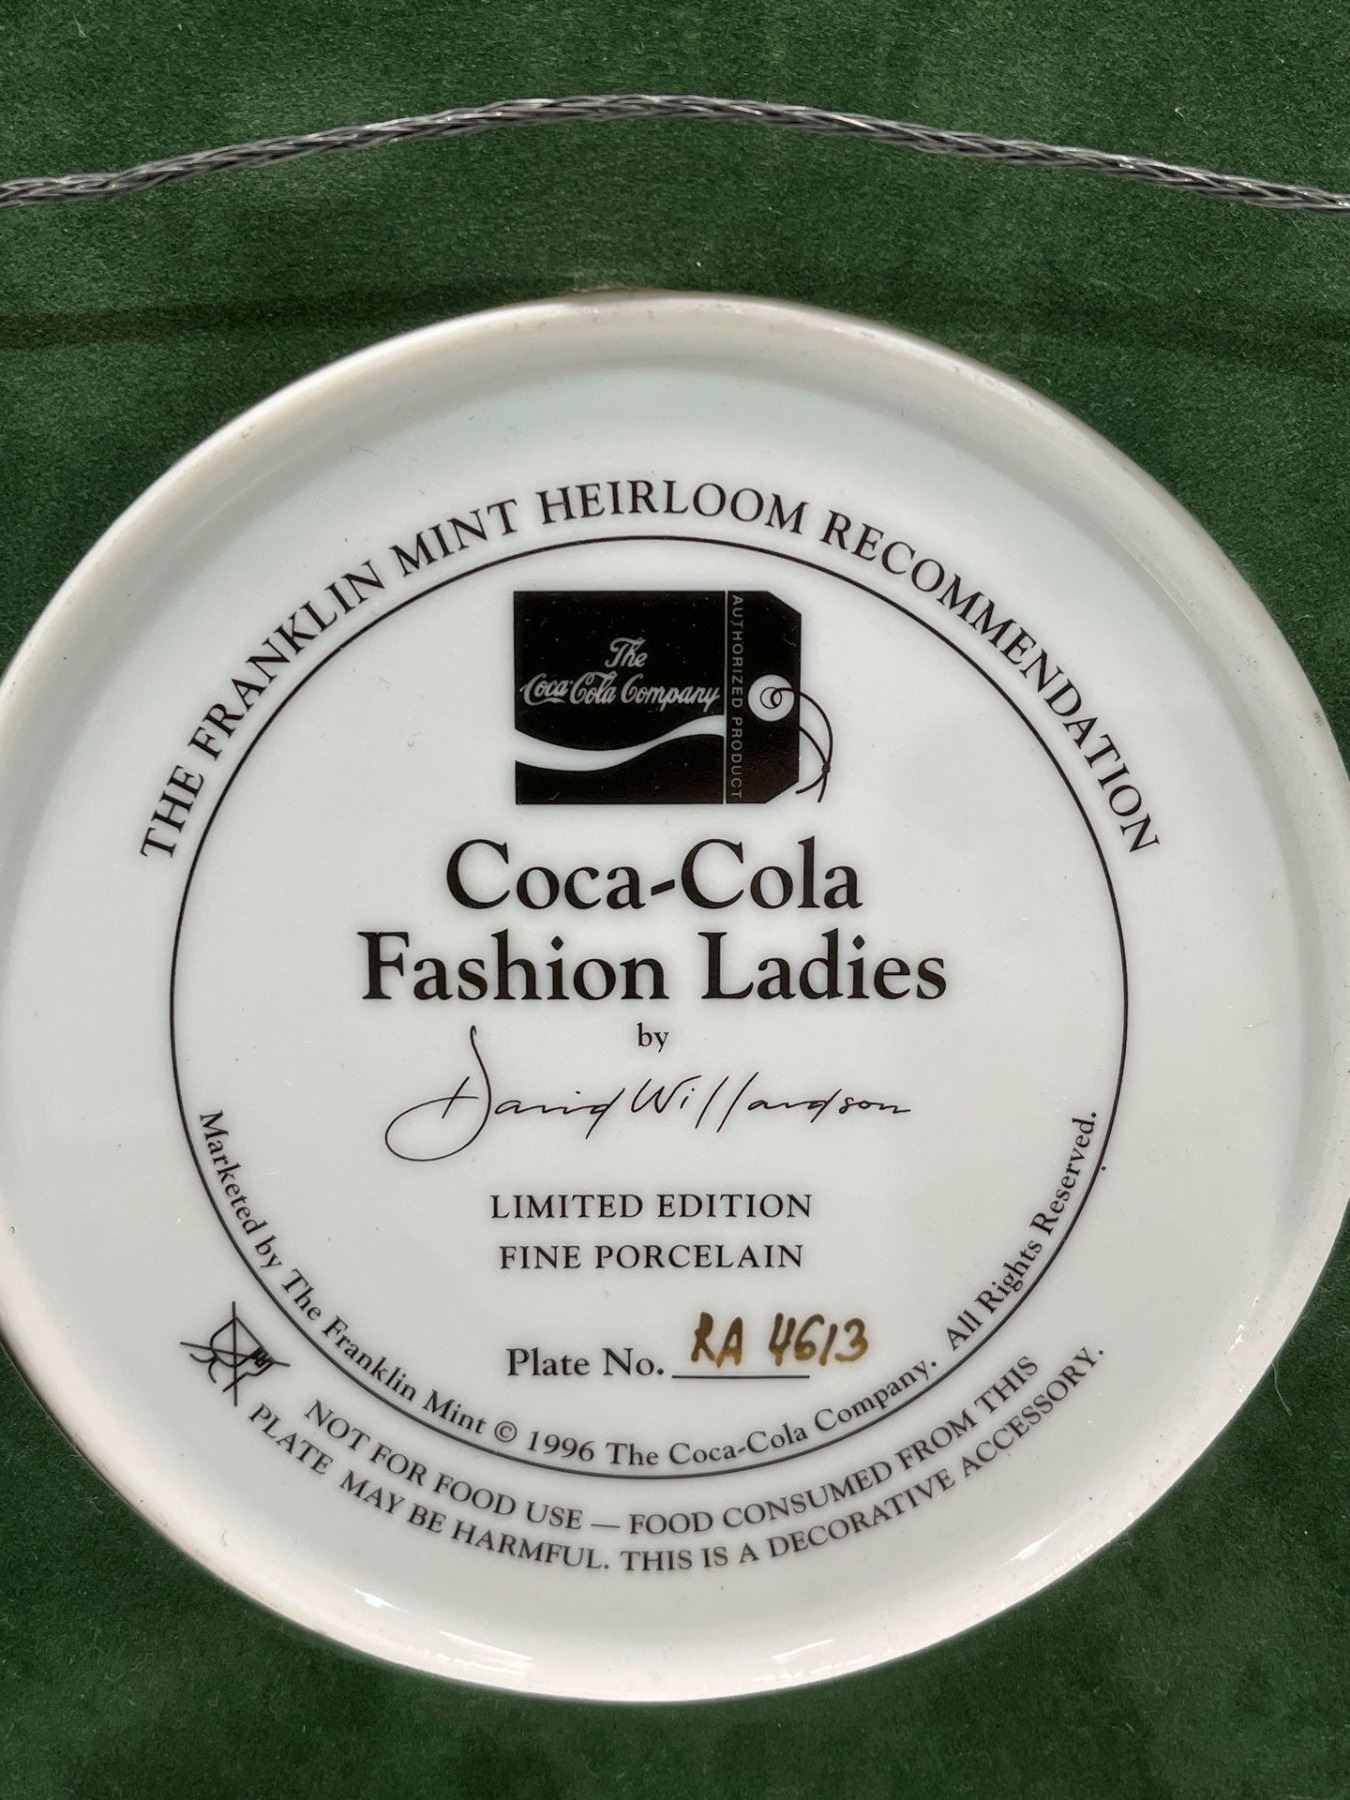 THE FRANKLIN MINT HEIRLOOM RECOMMENDATION
The
Coca-Cola Company
AUTHORIZED PRODUCT
Coca-Cola
Fashion Ladies
by
David Willardson
LIMITED EDITION
FINE PORCELAIN
Plate No. RA 4613
Marketed by The Franklin Mint © 1996 The Coca-Cola Company. All Rights Reserved.
NOT FOR FOOD USE — FOOD CONSUMED FROM THIS
PLATE MAY BE HARMFUL. THIS IS A DECORATIVE ACCESSORY.